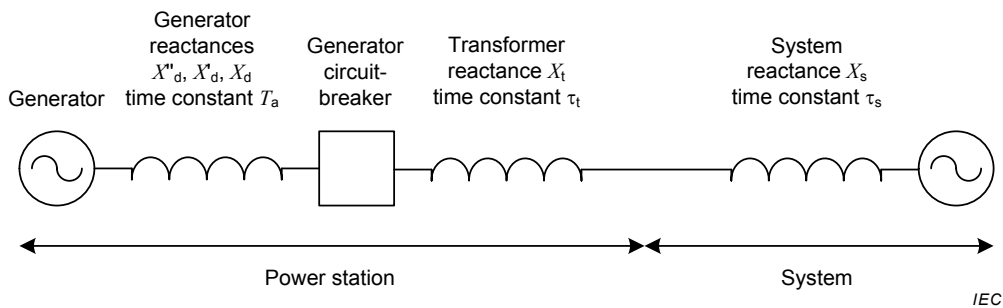 Generator
reactances
X"d, X'd, Xd
time constant Ta
Generator
circuit-
breaker
Transformer
reactance Xt
time constant τt
System
reactance Xs
time constant τs
Generator
Power station
System
IEC